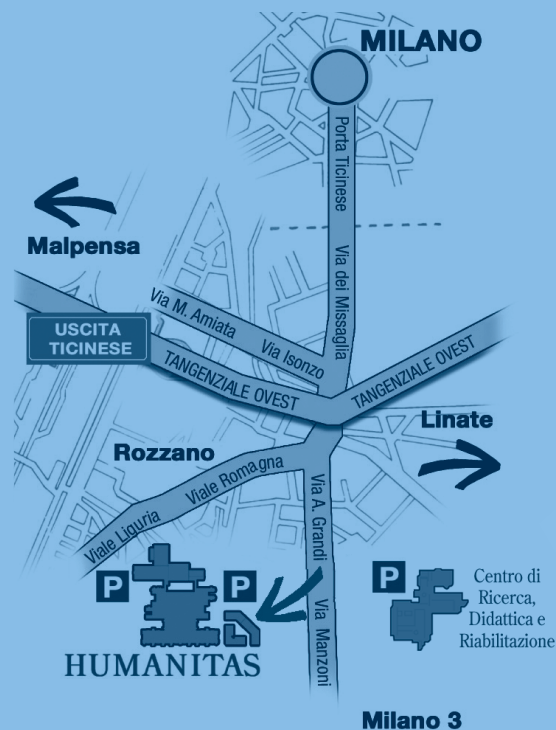 MILANO
Porta Ticinese
Malpensa
Via dei Missaglia
Via M. Amiata
Via Isonzo
USCITA
TICINESE
TANGENZIALE OVEST
TANGENZIALE OVEST
Linate
Rozzano
Viale Romagna
Viale Liguria
Via A. Grandi
P
P
P
Centro di
Ricerca,
Didattica e
Riabilitazione
Via Manzoni
HUMANITAS
Milano 3